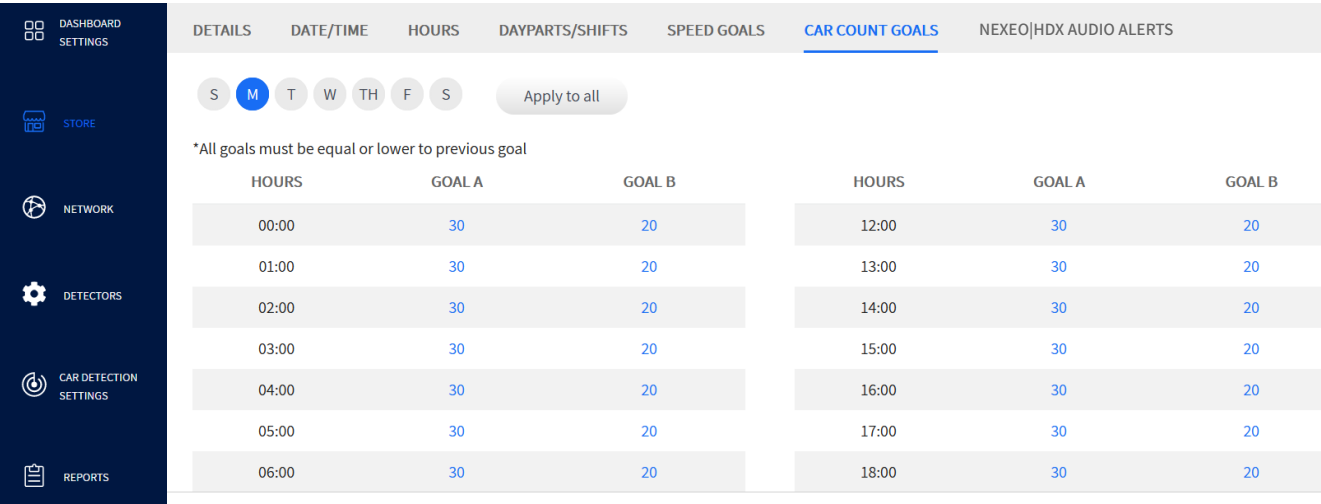 DASHBOARD
SETTINGS
STORE
NETWORK
DETECTORS
CAR DETECTION
SETTINGS
REPORTS
DETAILS DATE/TIME HOURS DAYPARTS/SHIFTS SPEED GOALS CAR COUNT GOALS NEXEO|HDX AUDIO ALERTS
S M T W TH F S Apply to all
*All goals must be equal or lower to previous goal
HOURS GOAL A GOAL B HOURS GOAL A GOAL B
00:00 30 20 12:00 30 20
01:00 30 20 13:00 30 20
02:00 30 20 14:00 30 20
03:00 30 20 15:00 30 20
04:00 30 20 16:00 30 20
05:00 30 20 17:00 30 20
06:00 30 20 18:00 30 20